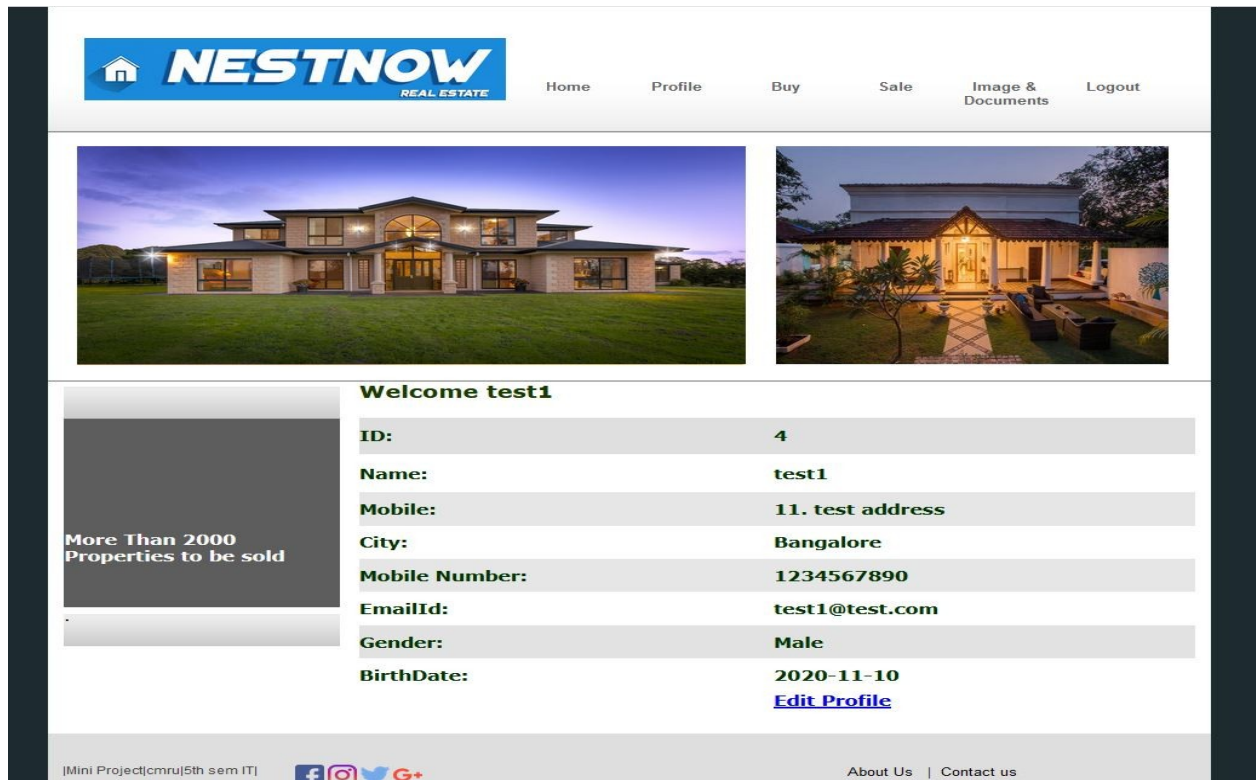 NESTNOW
REAL ESTATE
Home Profile Buy Sale Image & Documents Logout
Welcome test1
ID: 4
Name: test1
Mobile: 11. test address
City: Bangalore
Mobile Number: 1234567890
EmailId: test1@test.com
Gender: Male
BirthDate: 2020-11-10
Edit Profile
More Than 2000
Properties to be sold
.
|Mini Project|cmru|5th sem IT|
f G+
About Us | Contact us